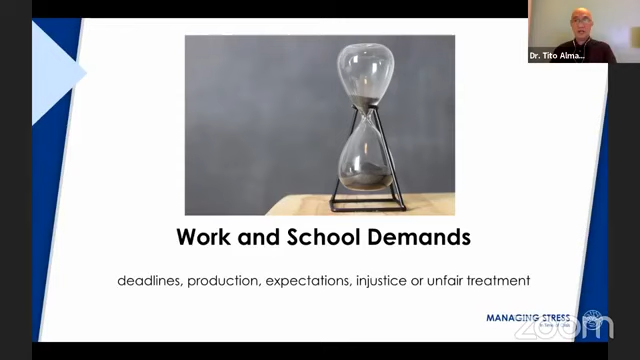 Dr. Tito Alma...
Work and School Demands
deadlines, production, expectations, injustice or unfair treatment
MANAGING STRESS
zoom